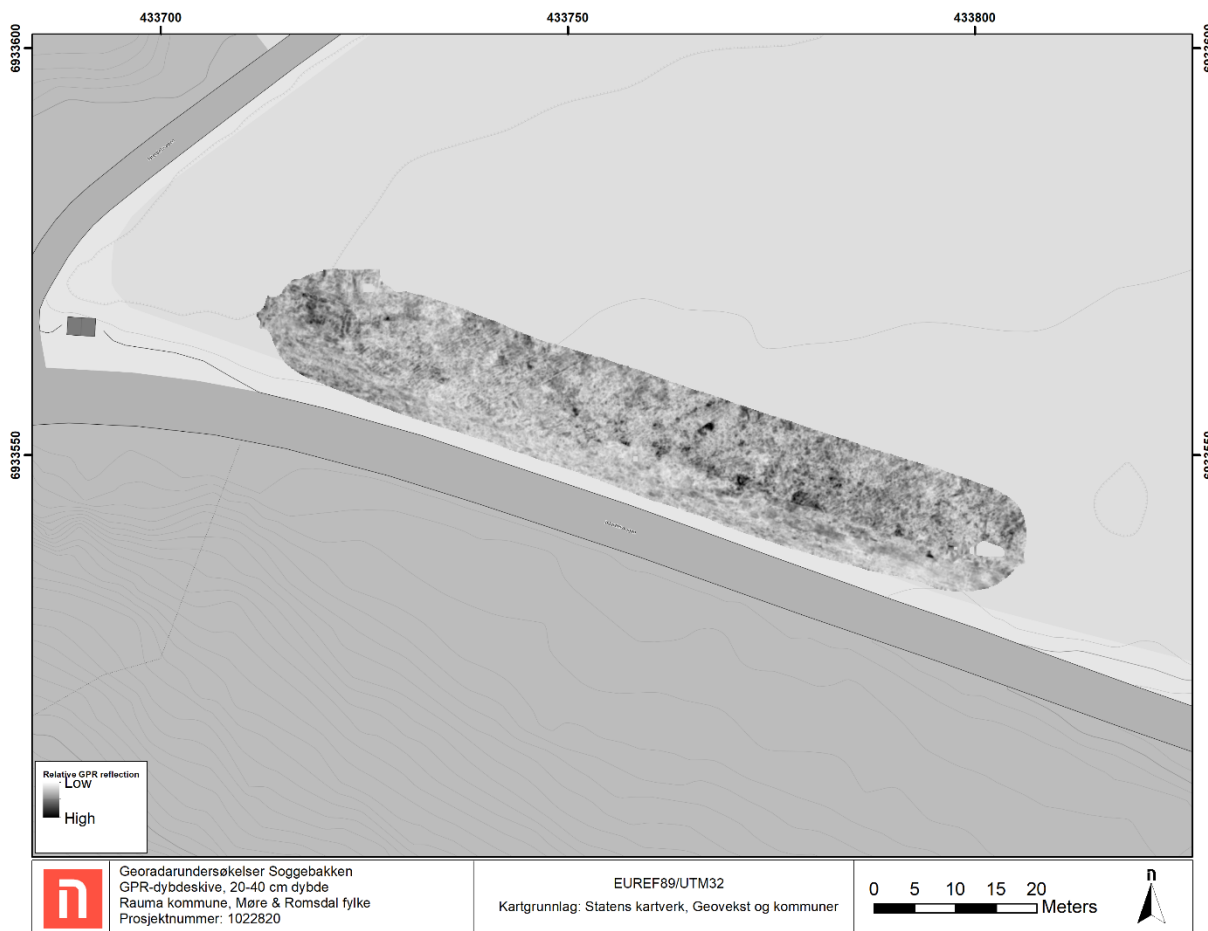 433700
433750
433800
6933600
6933600
6933550
6933550
Relative GPR reflection
Low
High
n
Georadarundersøkelser Soggebakken
GPR-dybdeskive, 20-40 cm dybde
Rauma kommune, Møre & Romsdal fylke
Prosjektnummer: 1022820
EUREF89/UTM32
Kartgrunnlag: Statens kartverk, Geovekst og kommuner
0 5 10 15 20
Meters
n